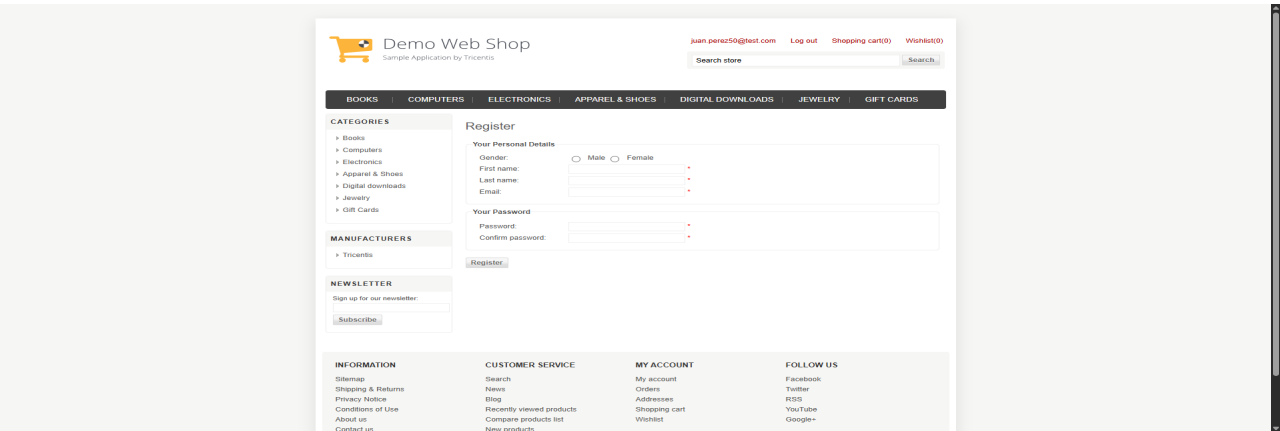 Demo Web Shop
Sample Application by Tricentis
juan.perez50@test.com Log out Shopping cart(0) Wishlist(0)
Search store Search
BOOKS | COMPUTERS | ELECTRONICS | APPAREL & SHOES | DIGITAL DOWNLOADS | JEWELRY | GIFT CARDS
CATEGORIES
Books
Computers
Electronics
Apparel & Shoes
Digital downloads
Jewelry
Gift Cards
MANUFACTURERS
Tricentis
NEWSLETTER
Sign up for our newsletter:
Subscribe
Register
Your Personal Details
Gender: Male Female
First name: *
Last name: *
Email: *
Your Password
Password: *
Confirm password: *
Register
INFORMATION
Sitemap
Shipping & Returns
Privacy Notice
Conditions of Use
About us
Contact us
CUSTOMER SERVICE
Search
News
Blog
Recently viewed products
Compare products list
New products
MY ACCOUNT
My account
Orders
Addresses
Shopping cart
Wishlist
FOLLOW US
Facebook
Twitter
RSS
YouTube
Google+